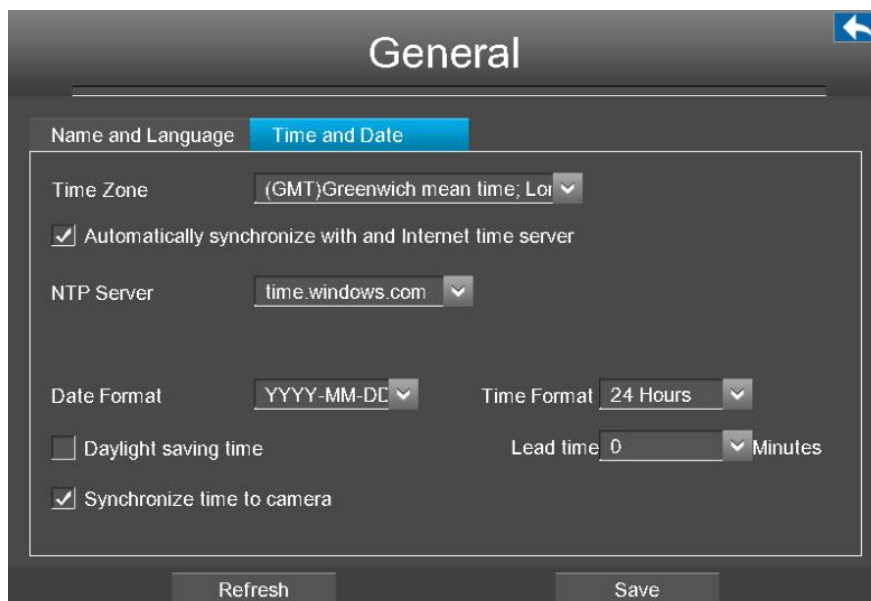 General
Name and Language Time and Date
Time Zone (GMT)Greenwich mean time; Lor
Automatically synchronize with and Internet time server
NTP Server time.windows.com
Date Format YYYY-MM-DD Time Format 24 Hours
Daylight saving time Lead time 0 Minutes
Synchronize time to camera
Refresh Save